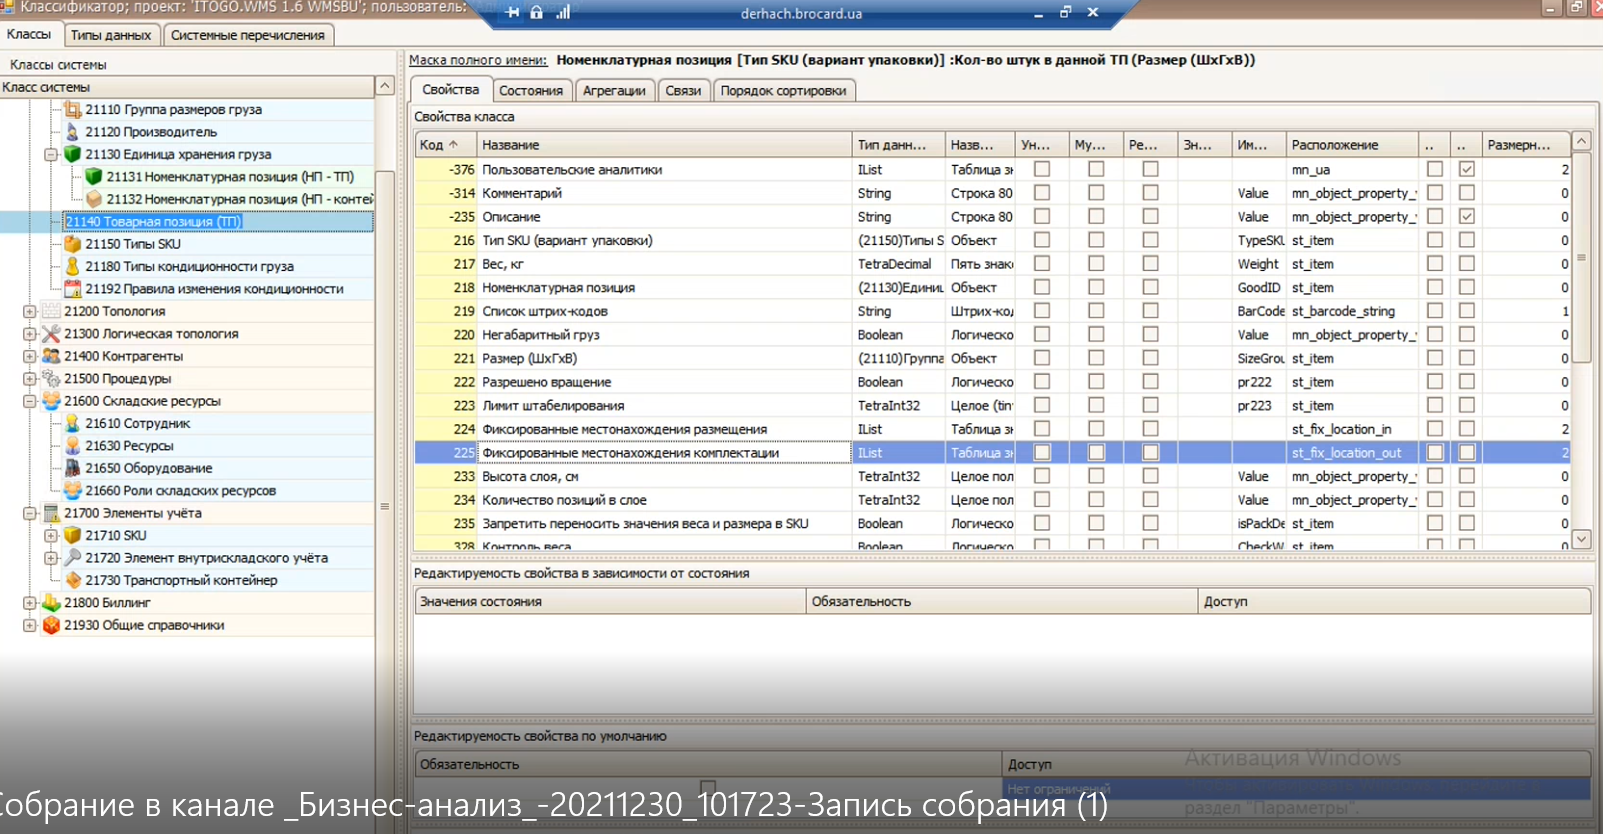 Классификатор; проект: 'ITOGO.WMS 1.6 WMSBU'; пользователь:
derhach.brocard.ua
Классы
Типы данных
Системные перечисления
Классы системы
Класс системы
21110 Группа размеров груза
21120 Производитель
21130 Единица хранения груза
21131 Номенклатурная позиция (НП - ТП)
21132 Номенклатурная позиция (НП - контей
21140 Товарная позиция (ТП)
21150 Типы SKU
21180 Типы кондиционности груза
21192 Правила изменения кондиционности
21200 Топология
21300 Логическая топология
21400 Контрагенты
21500 Процедуры
21600 Складские ресурсы
21610 Сотрудник
21630 Ресурсы
21650 Оборудование
21660 Роли складских ресурсов
21700 Элементы учёта
21710 SKU
21720 Элемент внутрискладского учёта
21730 Транспортный контейнер
21800 Биллинг
21930 Общие справочники
Маска полного имени: Номенклатурная позиция [Тип SKU (вариант упаковки)] :Кол-во штук в данной ТП (Размер (ШхГхВ))
Свойства
Состояния
Агрегации
Связи
Порядок сортировки
Свойства класса
Код Название Тип данн... Назв... Ун... Му... Ре... Зн... Им... Расположение .. .. Размерн...
-376 Пользовательские аналитики IList Таблица зн mn_ua 2
-314 Комментарий String Строка 80 Value mn_object_property_ 0
-235 Описание String Строка 80 Value mn_object_property_ 0
216 Тип SKU (вариант упаковки) (21150)Типы S Объект TypeSKU st_item 0
217 Вес, кг TetraDecimal Пять знак Weight st_item 0
218 Номенклатурная позиция (21130)Едини Объект GoodID st_item 0
219 Список штрих-кодов String Штрих-код BarCode st_barcode_string 1
220 Негабаритный груз Boolean Логическо Value mn_object_property_ 0
221 Размер (ШхГхВ) (21110)Группа Объект SizeGrou st_item 0
222 Разрешено вращение Boolean Логическо pr222 st_item 0
223 Лимит штабелирования TetraInt32 Целое (tin pr223 st_item 0
224 Фиксированные местонахождения размещения IList Таблица зн st_fix_location_in 2
225 Фиксированные местонахождения комплектации IList Таблица зн st_fix_location_out 2
233 Высота слоя, см TetraInt32 Целое пол Value mn_object_property_ 0
234 Количество позиций в слое TetraInt32 Целое пол Value mn_object_property_ 0
235 Запретить переносить значения веса и размера в SKU Boolean Логическо isPackDe st_item 0
328 Контроль веса Boolean Логическо CheckW st_item 0
Редактируемость свойства в зависимости от состояния
Значения состояния Обязательность Доступ
Редактируемость свойства по умолчанию
Обязательность Доступ
Нет ограничений
Активация Windows
раздел "Параметры".
Собрание в канале _Бизнес-анализ_-20211230_101723-Запись собрания (1)